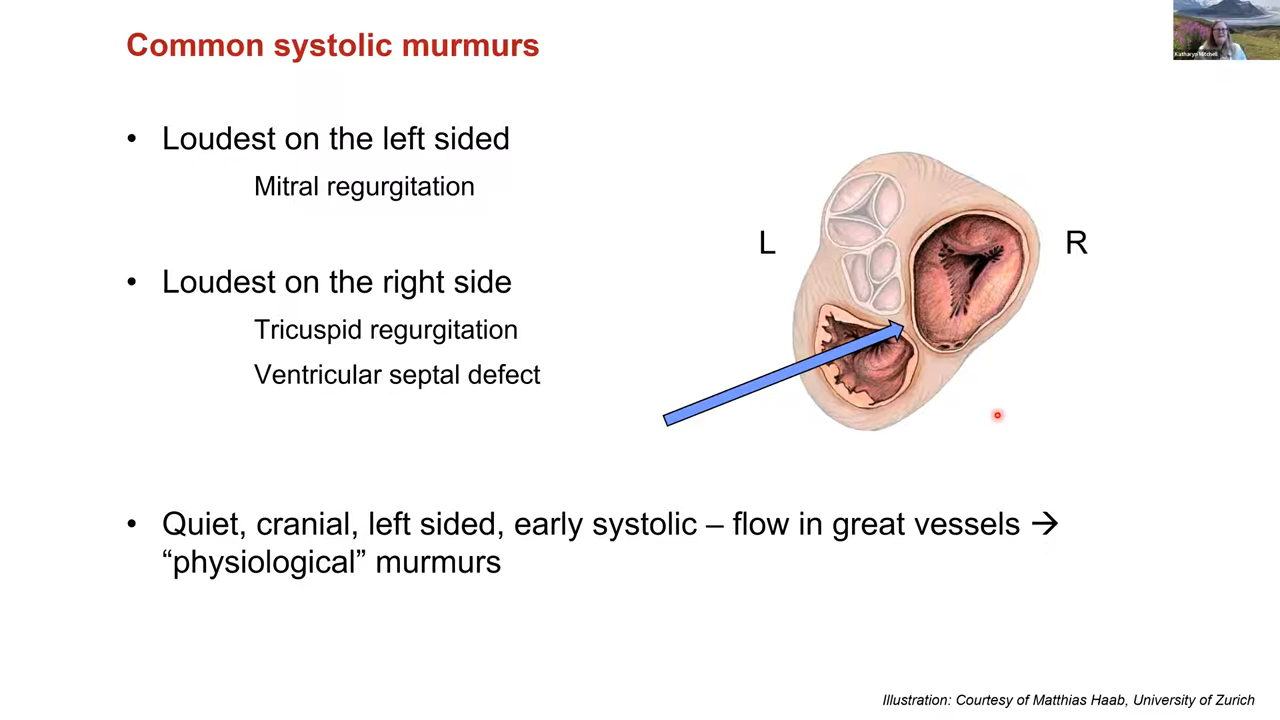 Common systolic murmurs
Katharyn Mitchell
• Loudest on the left sided
Mitral regurgitation
L
R
• Loudest on the right side
Tricuspid regurgitation
Ventricular septal defect
• Quiet, cranial, left sided, early systolic – flow in great vessels →
“physiological” murmurs
Illustration: Courtesy of Matthias Haab, University of Zurich